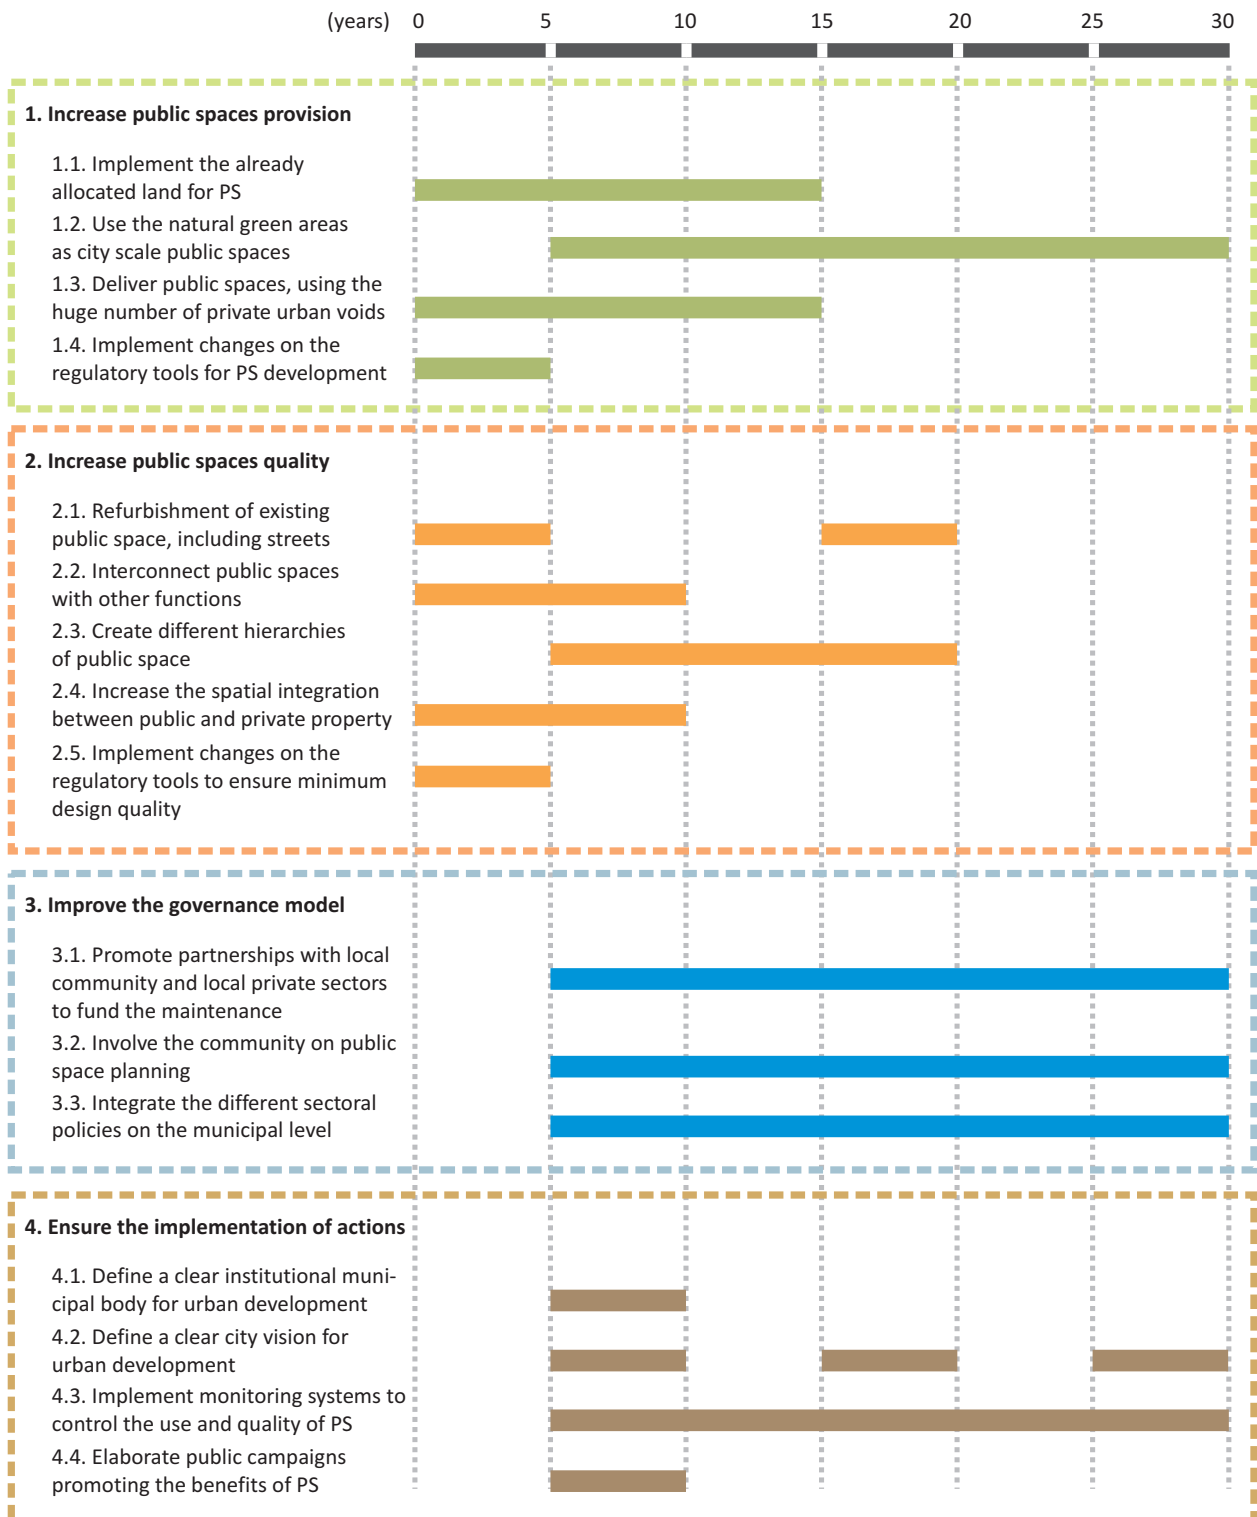 (years) 0 5 10 15 20 25 30
1. Increase public spaces provision
1.1. Implement the already
allocated land for PS
1.2. Use the natural green areas
as city scale public spaces
1.3. Deliver public spaces, using the
huge number of private urban voids
1.4. Implement changes on the
regulatory tools for PS development
2. Increase public spaces quality
2.1. Refurbishment of existing
public space, including streets
2.2. Interconnect public spaces
with other functions
2.3. Create different hierarchies
of public space
2.4. Increase the spatial integration
between public and private property
2.5. Implement changes on the
regulatory tools to ensure minimum
design quality
3. Improve the governance model
3.1. Promote partnerships with local
community and local private sectors
to fund the maintenance
3.2. Involve the community on public
space planning
3.3. Integrate the different sectoral
policies on the municipal level
4. Ensure the implementation of actions
4.1. Define a clear institutional muni-
cipal body for urban development
4.2. Define a clear city vision for
urban development
4.3. Implement monitoring systems to
control the use and quality of PS
4.4. Elaborate public campaigns
promoting the benefits of PS